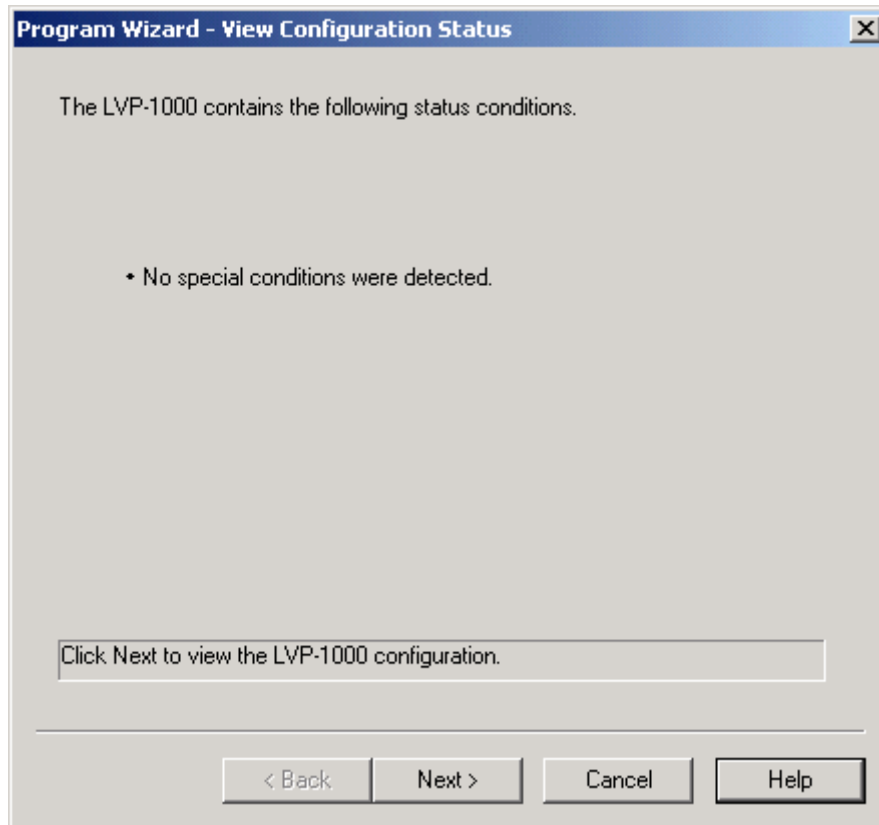 Program Wizard - View Configuration Status
The LVP-1000 contains the following status conditions.
• No special conditions were detected.
Click Next to view the LVP-1000 configuration.
< Back Next > Cancel Help